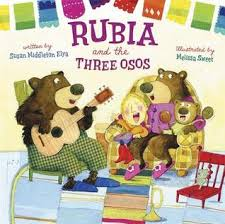 RUBIA
and the
THREE OSOS
written by
Susan Middleton Elya
illustrated by
Melissa Sweet